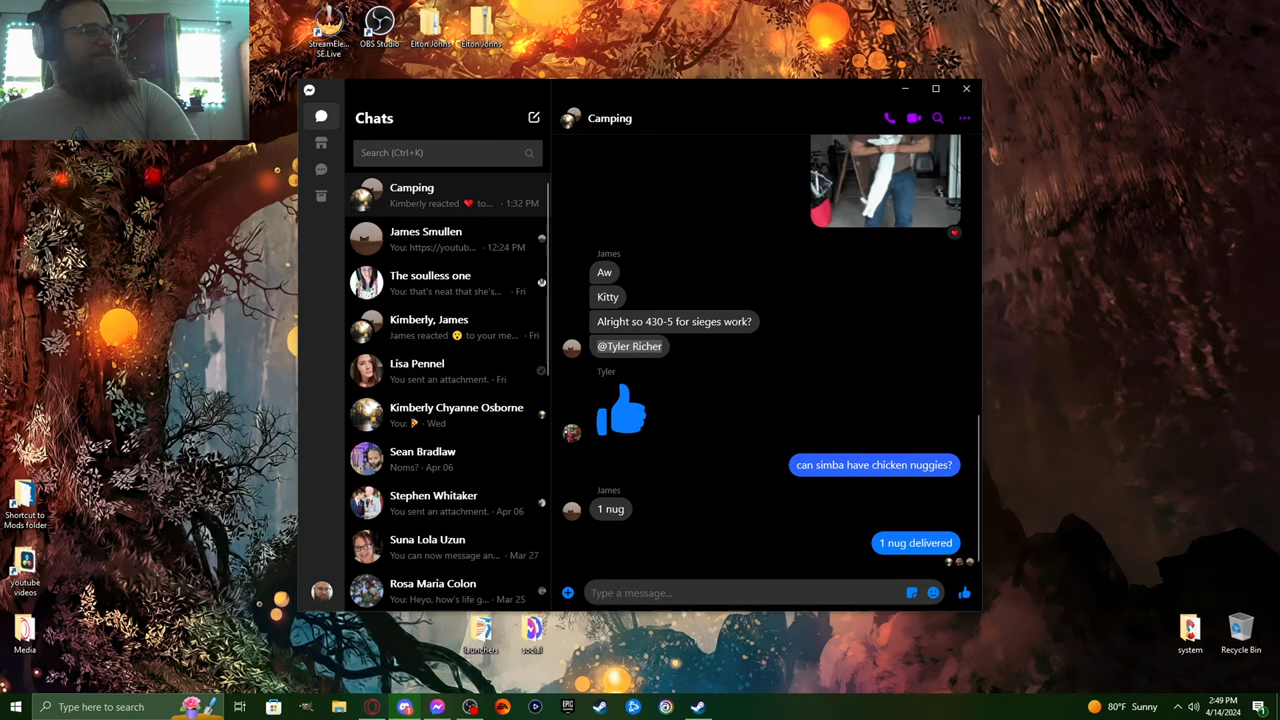 StreamEle...
SE.Live
OBS Studio
Elton Johns
Elton Johns
Chats
Search (Ctrl+K)
Camping
Kimberly reacted ❤️ to... · 1:32 PM
James Smullen
You: https://youtub... · 12:24 PM
The soulless one
You: that's neat that she's... · Fri
Kimberly, James
James reacted 😮 to your me... · Fri
Lisa Pennel
You sent an attachment. · Fri
Kimberly Chyanne Osborne
You: 🍕 · Wed
Sean Bradlaw
Noms? · Apr 06
Stephen Whitaker
You sent an attachment. · Apr 06
Suna Lola Uzun
You can now message an... · Mar 27
Rosa Maria Colon
You: Heyo, how's life g... · Mar 25
Camping
James
Aw
Kitty
Alright so 430-5 for sieges work?
@Tyler Richer
Tyler
can simba have chicken nuggies?
James
1 nug
1 nug delivered
Type a message...
Shortcut to
Mods folder
youtube
videos
Media
launchers
social
system
Recycle Bin
Type here to search
EPIC
80°F Sunny
2:49 PM
4/14/2024